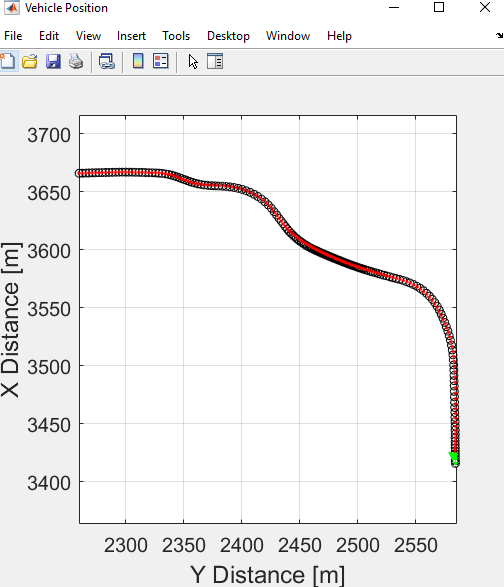 Vehicle Position
File Edit View Insert Tools Desktop Window Help
3700
3650
3600
3550
3500
3450
3400
X Distance [m]
2300 2350 2400 2450 2500 2550
Y Distance [m]